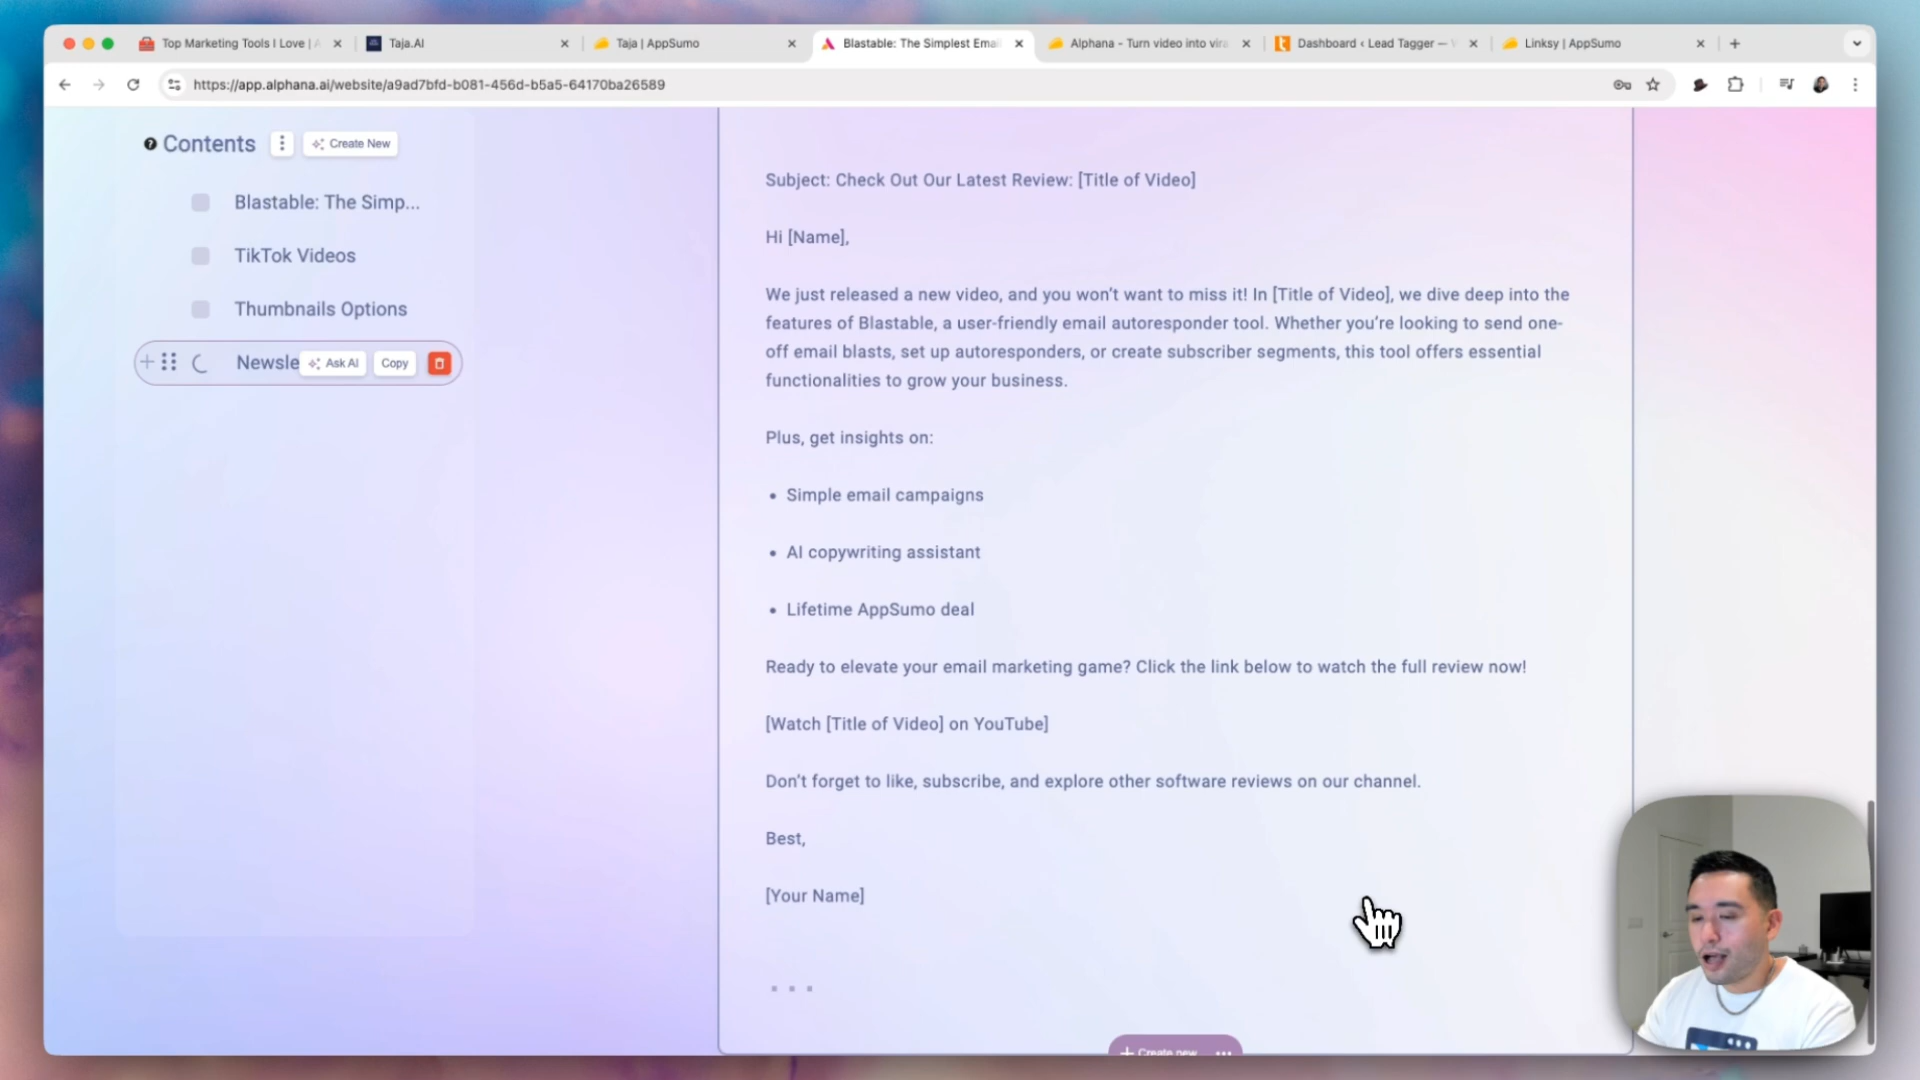 Top Marketing Tools I Love |
Taja.AI
Taja | AppSumo
Blastable: The Simplest Emai
Alphana - Turn video into vira
Dashboard ‹ Lead Tagger —
Linksy | AppSumo
https://app.alphana.ai/website/a9ad7bfd-b081-456d-b5a5-64170ba26589
Contents
Create New
Blastable: The Simp...
TikTok Videos
Thumbnails Options
Newsle
Ask AI
Copy
Subject: Check Out Our Latest Review: [Title of Video]
Hi [Name],
We just released a new video, and you won't want to miss it! In [Title of Video], we dive deep into the
features of Blastable, a user-friendly email autoresponder tool. Whether you're looking to send one-
off email blasts, set up autoresponders, or create subscriber segments, this tool offers essential
functionalities to grow your business.
Plus, get insights on:
• Simple email campaigns
• AI copywriting assistant
• Lifetime AppSumo deal
Ready to elevate your email marketing game? Click the link below to watch the full review now!
[Watch [Title of Video] on YouTube]
Don't forget to like, subscribe, and explore other software reviews on our channel.
Best,
[Your Name]
+ Create new